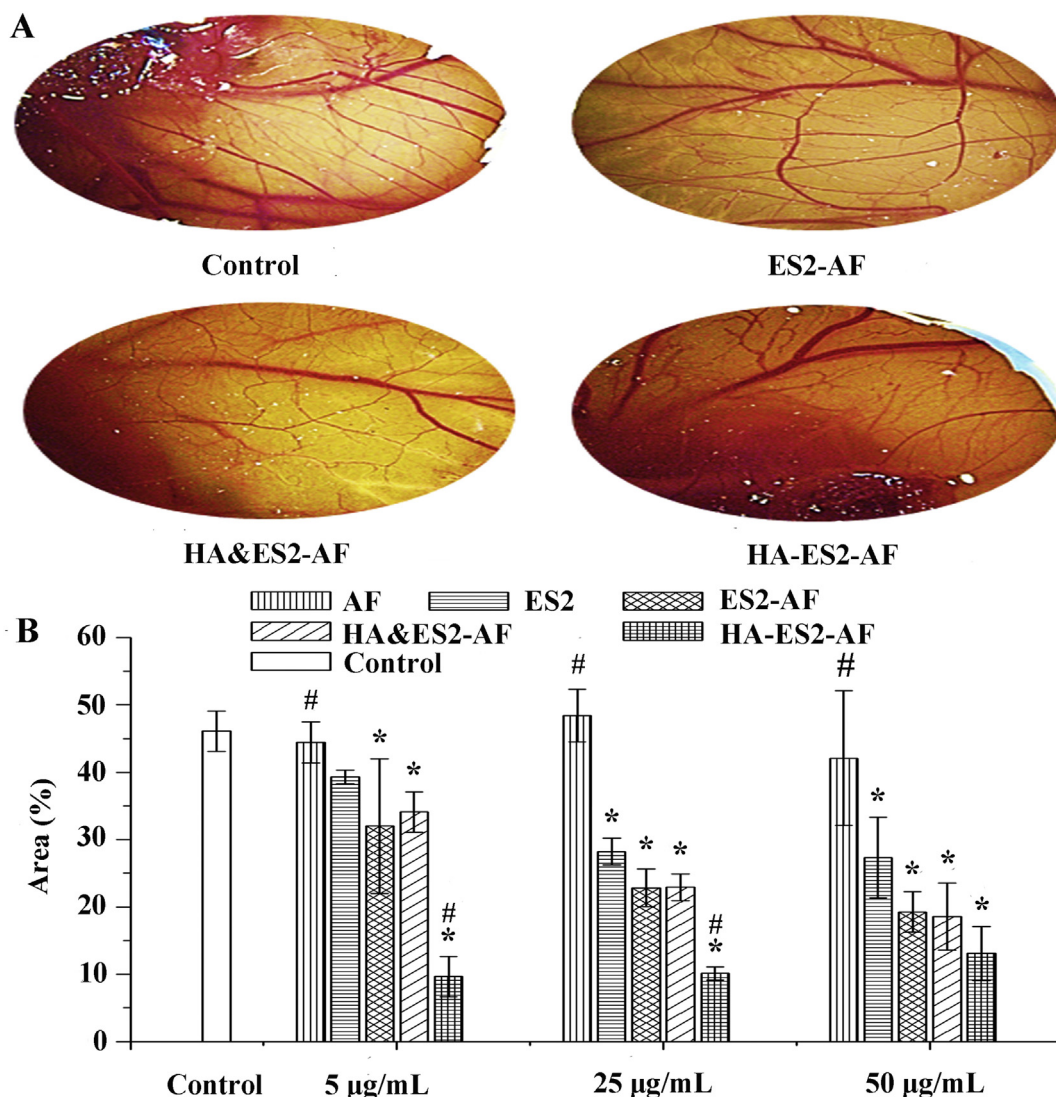 A
Control
ES2-AF
HA&ES2-AF
HA-ES2-AF
B
AF
ES2
ES2-AF
HA&ES2-AF
HA-ES2-AF
Control
Area (%)
60
50
40
30
20
10
0
#
*
*
#
*
#
*
*
*
#
*
#
*
*
*
*
Control
5 μg/mL
25 μg/mL
50 μg/mL